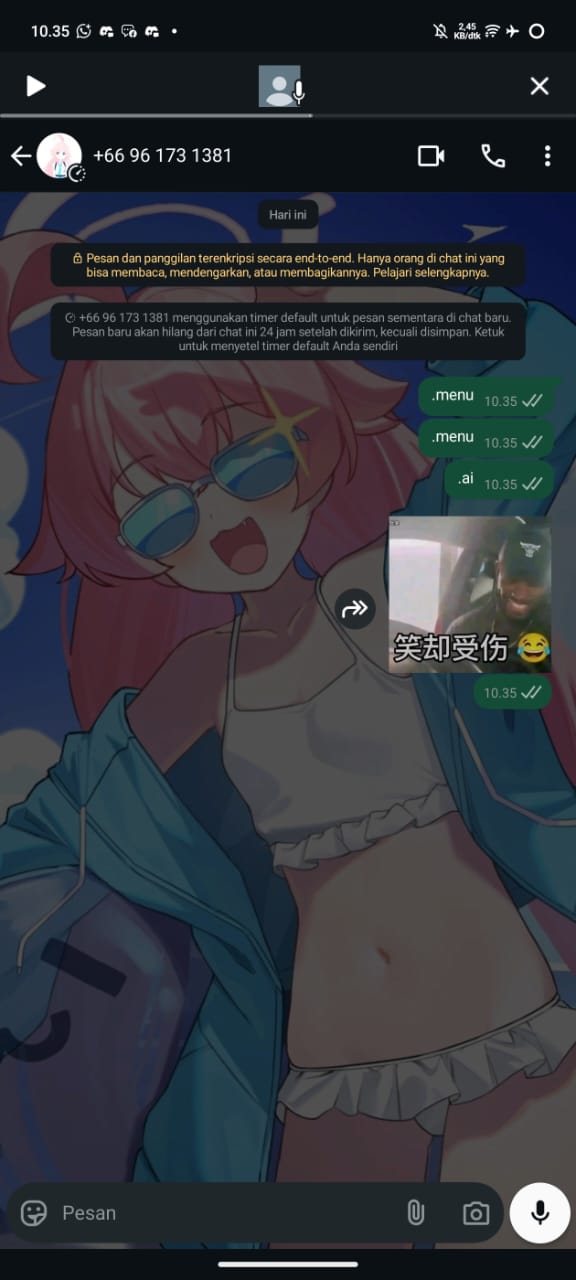 10.35
2,45
KB/dtk
+66 96 173 1381
Hari ini
Pesan dan panggilan terenkripsi secara end-to-end. Hanya orang di chat ini yang
bisa membaca, mendengarkan, atau membagikannya. Pelajari selengkapnya.
+66 96 173 1381 menggunakan timer default untuk pesan sementara di chat baru.
Pesan baru akan hilang dari chat ini 24 jam setelah dikirim, kecuali disimpan. Ketuk
untuk menyetel timer default Anda sendiri
.menu 10.35
.menu 10.35
.ai 10.35
笑却受伤😂
10.35
Pesan